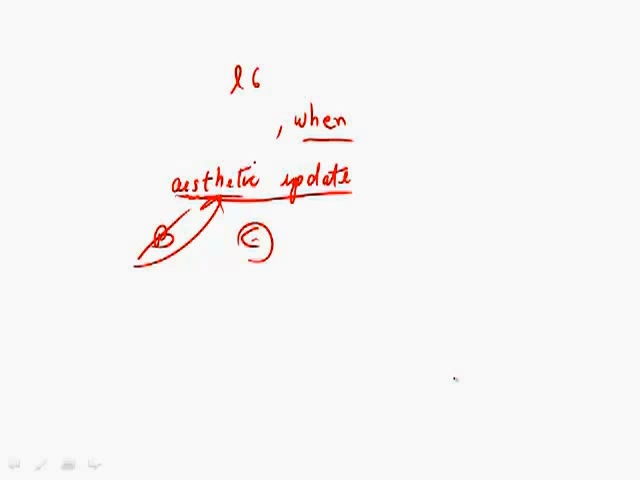 l6
, when
aesthetic update
B C